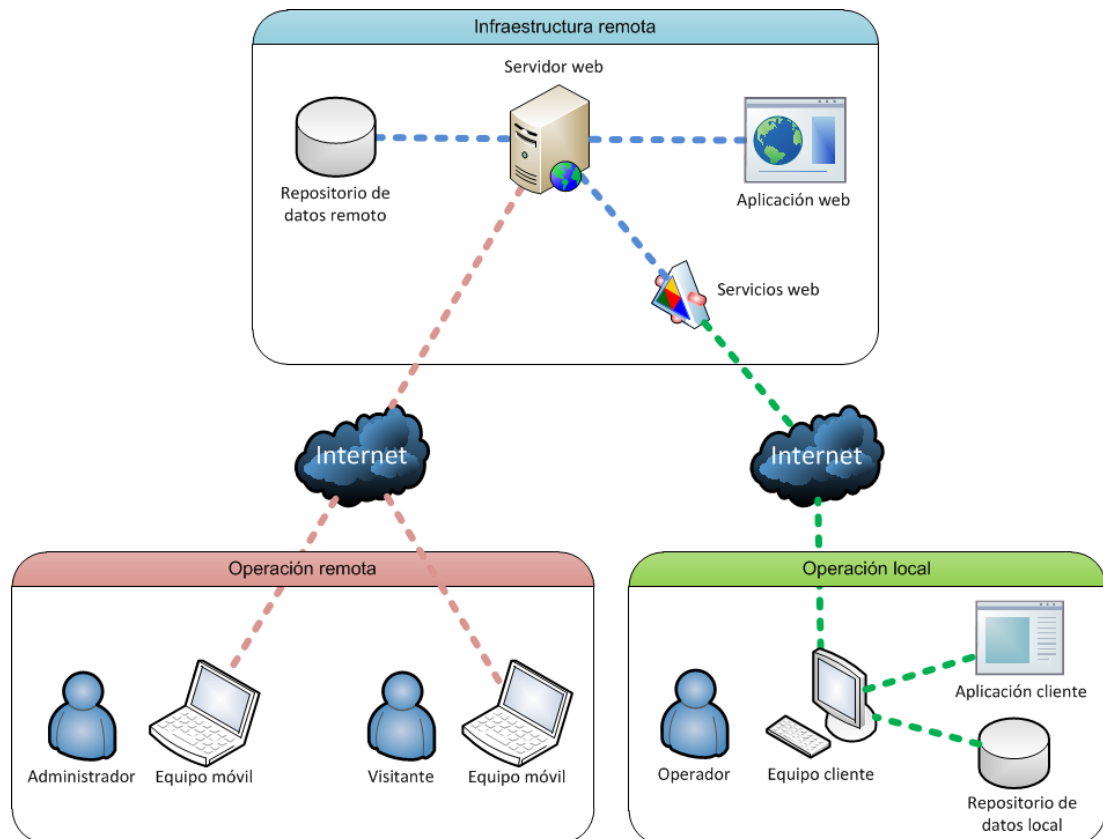 Infraestructura remota
Servidor web
Repositorio de
datos remoto
Aplicación web
Servicios web
Internet
Internet
Operación remota
Operación local
Administrador
Equipo móvil
Visitante
Equipo móvil
Operador
Equipo cliente
Aplicación cliente
Repositorio de
datos local